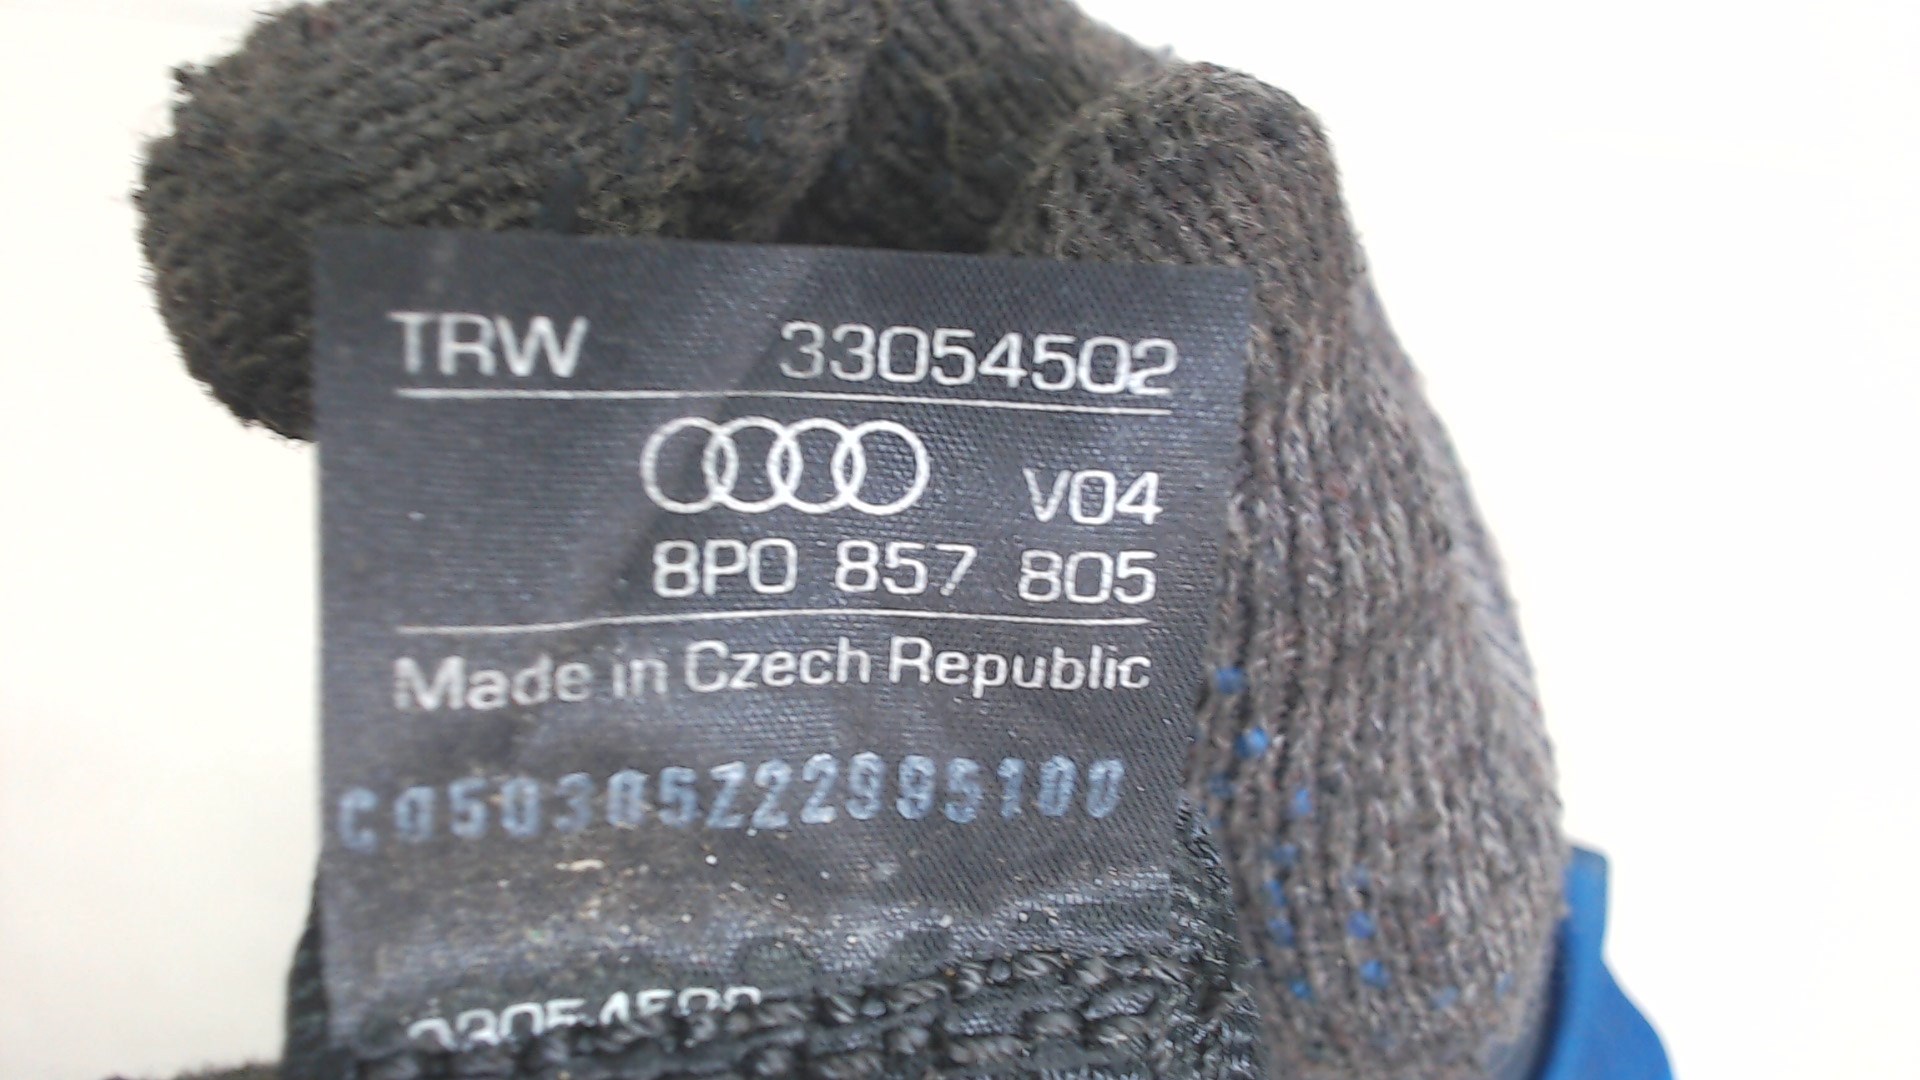 TRW 33054502
V04
8P0 857 805
Made in Czech Republic
C050305Z22995100